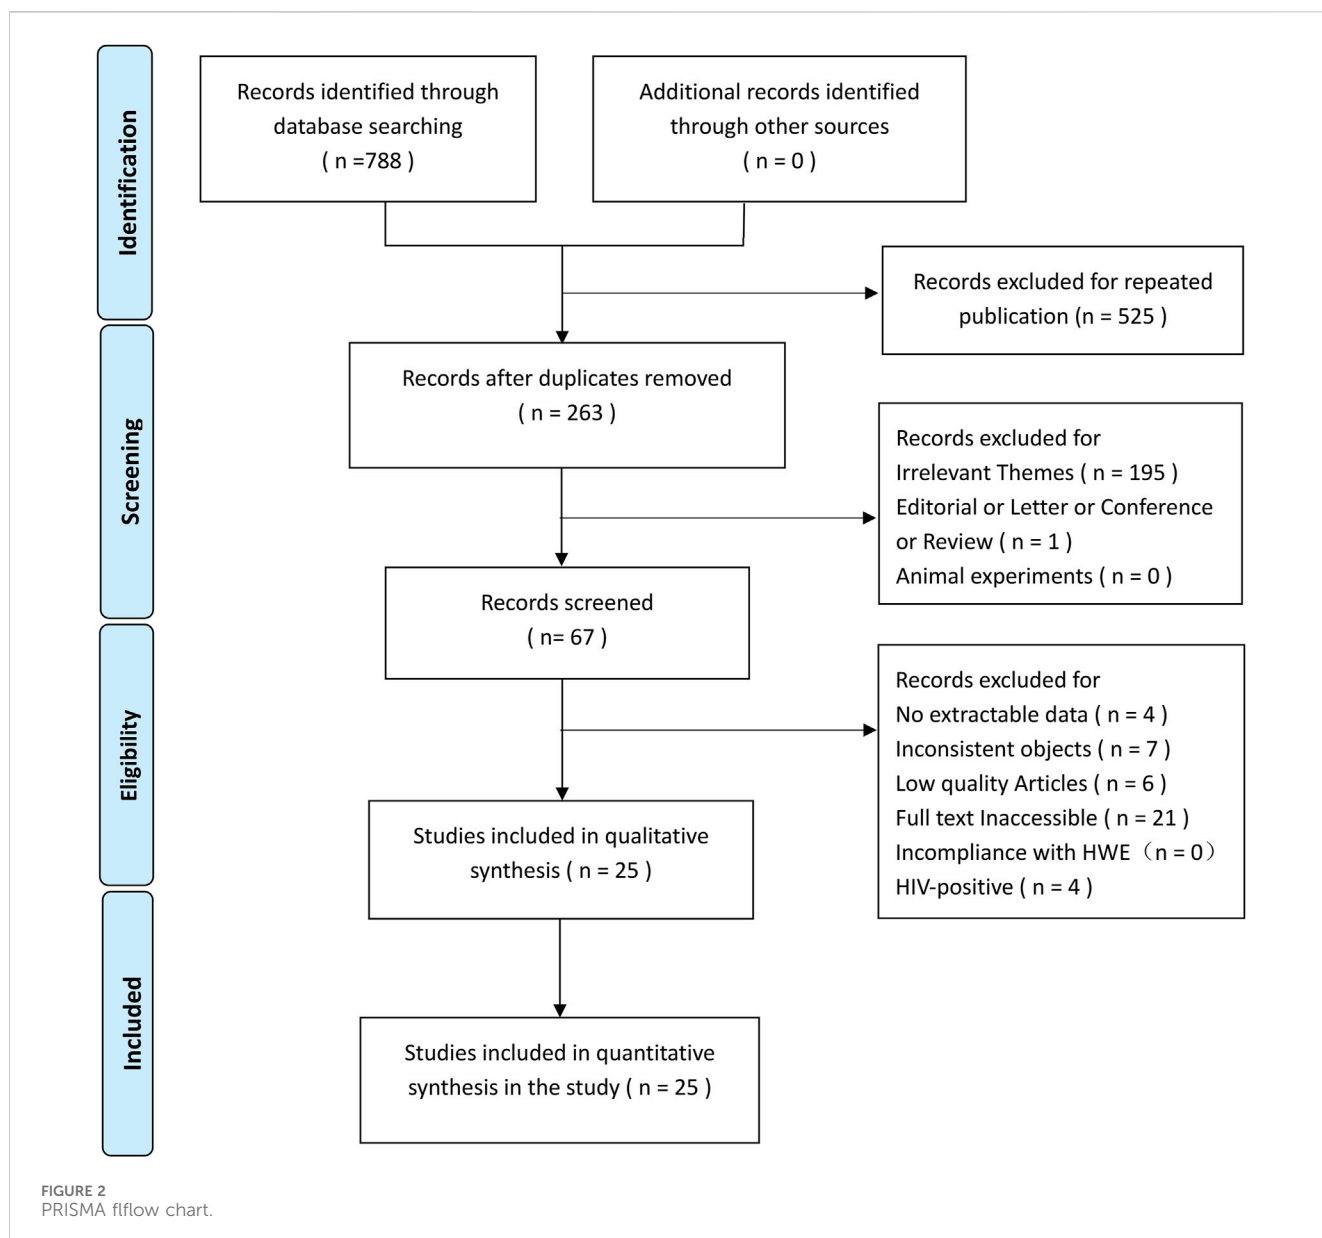 Identification
Records identified through
database searching
( n =788 )
Additional records identified
through other sources
( n = 0 )
Records excluded for repeated
publication (n = 525 )
Screening
Records after duplicates removed
( n = 263 )
Records excluded for
Irrelevant Themes ( n = 195 )
Editorial or Letter or Conference
or Review ( n = 1 )
Animal experiments ( n = 0 )
Records screened
( n= 67 )
Eligibility
Records excluded for
No extractable data ( n = 4 )
Inconsistent objects ( n = 7 )
Low quality Articles ( n = 6 )
Full text Inaccessible ( n = 21 )
Incompliance with HWE（n = 0）
HIV-positive ( n = 4 )
Studies included in qualitative
synthesis ( n = 25 )
Included
Studies included in quantitative
synthesis in the study ( n = 25 )
FIGURE 2
PRISMA flflow chart.